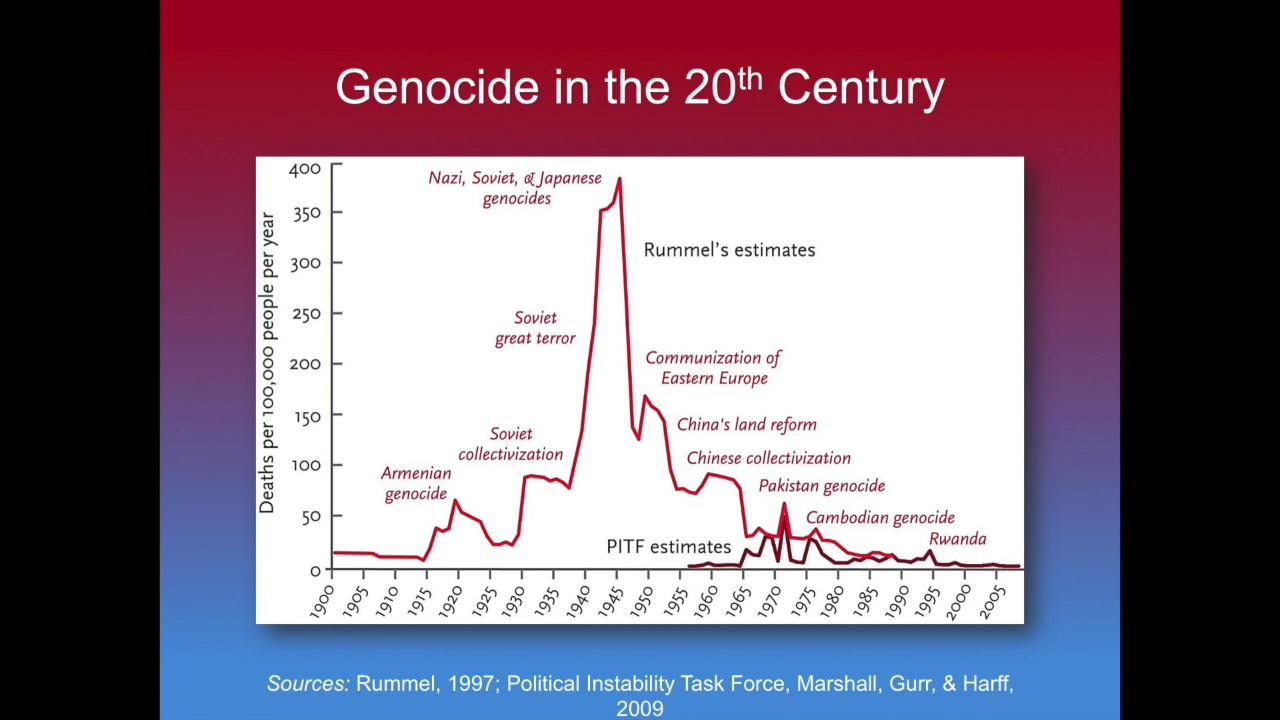 Genocide in the 20th Century
400
350
300
250
200
150
100
50
0
Deaths per 100,000 people per year
Nazi, Soviet, & Japanese
genocides
Rummel's estimates
Soviet
great terror
Communization of
Eastern Europe
China's land reform
Soviet
collectivization
Chinese collectivization
Armenian
genocide
Pakistan genocide
Cambodian genocide
Rwanda
PITF estimates
1900
1905
1910
1915
1920
1925
1930
1935
1940
1945
1950
1955
1960
1965
1970
1975
1980
1985
1990
1995
2000
2005
Sources: Rummel, 1997; Political Instability Task Force, Marshall, Gurr, & Harff,
2009